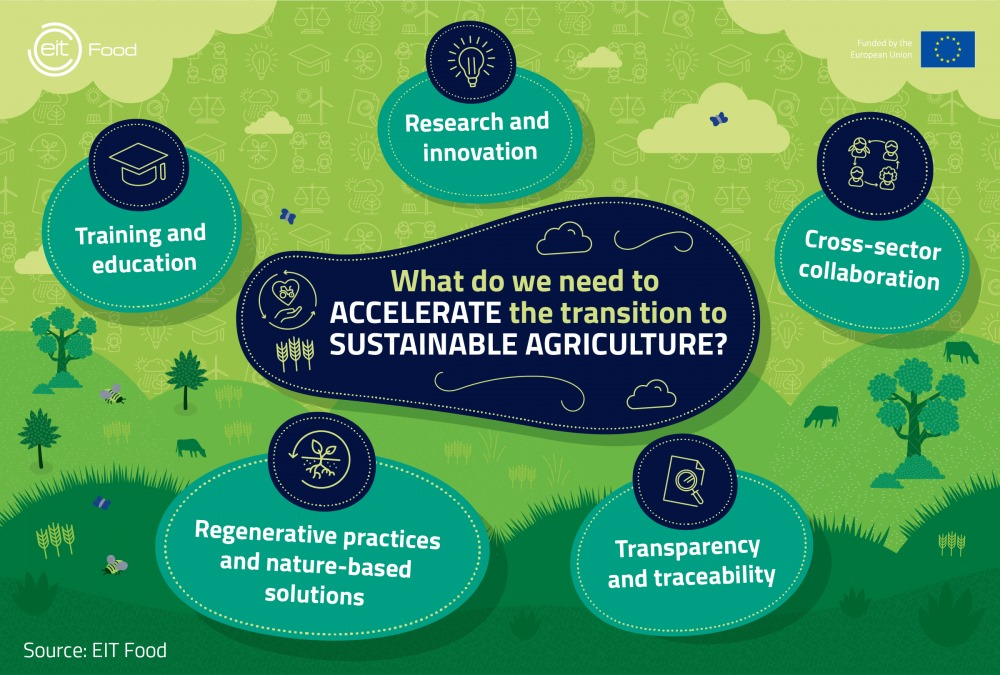 eit Food
Funded by the
European Union
Research and
innovation
Training and
education
Cross-sector
collaboration
What do we need to
ACCELERATE the transition to
SUSTAINABLE AGRICULTURE?
Regenerative practices
and nature-based
solutions
Transparency
and traceability
Source: EIT Food